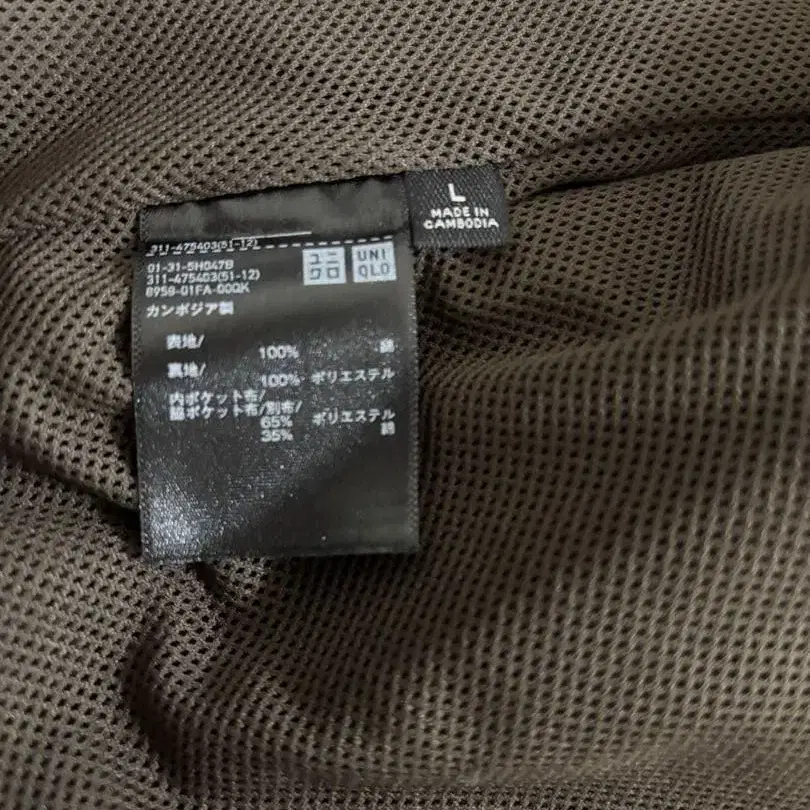 L
MADE IN
CAMBODIA
311-475403(51-12)
ユニ
クロ
UNI
QLO
01-31-5H047B
311-475403(51-12)
8958-01FA-00QK
カンボジア製
表地/
100% 綿
裏地/
100% ポリエステル
内ポケット布/
脇ポケット布/別布/
65% ポリエステル
35% 綿